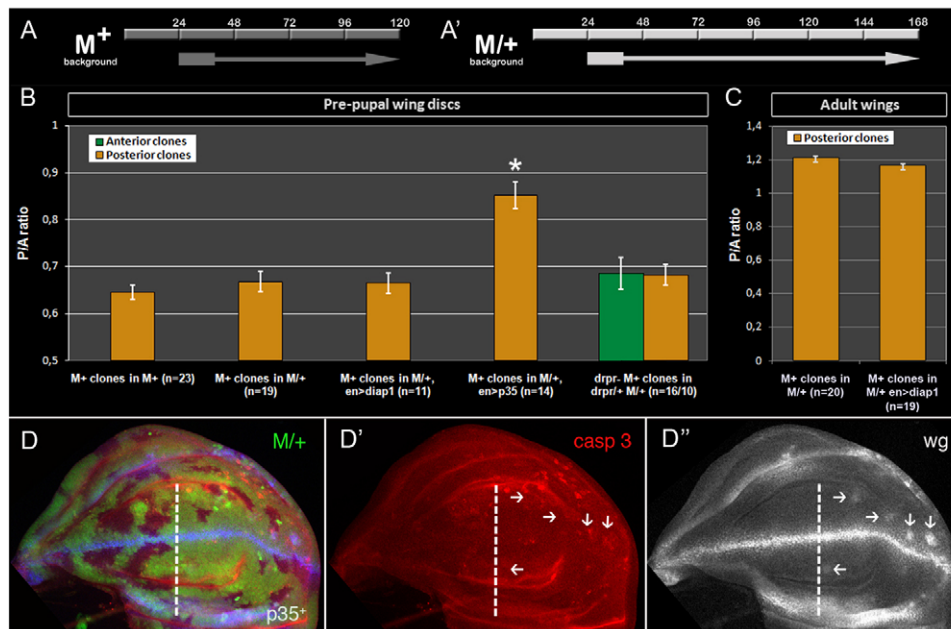 A
M+
background
24 48 72 96 120
A'
M/+
background
24 48 72 96 120 144 168
B
Pre-pupal wing discs
Anterior clones
Posterior clones
*
P/A ratio
1
0,9
0,8
0,7
0,6
0,5
M+ clones in M+ (n=23)
M+ clones in M/+
(n=19)
M+ clones in M/+,
en>diap1 (n=11)
M+ clones in M/+,
en>p35 (n=14)
drpr- M+ clones in
drpr/+ M/+ (n=16/10)
C
Adult wings
Posterior clones
P/A ratio
1,4
1,2
1
0,8
0,6
0,4
0,2
0
M+ clones in
M/+ (n=20)
M+ clones in
M/+ en>diap1
(n=19)
D
M/+
p35+
D'
casp 3
D"
wg